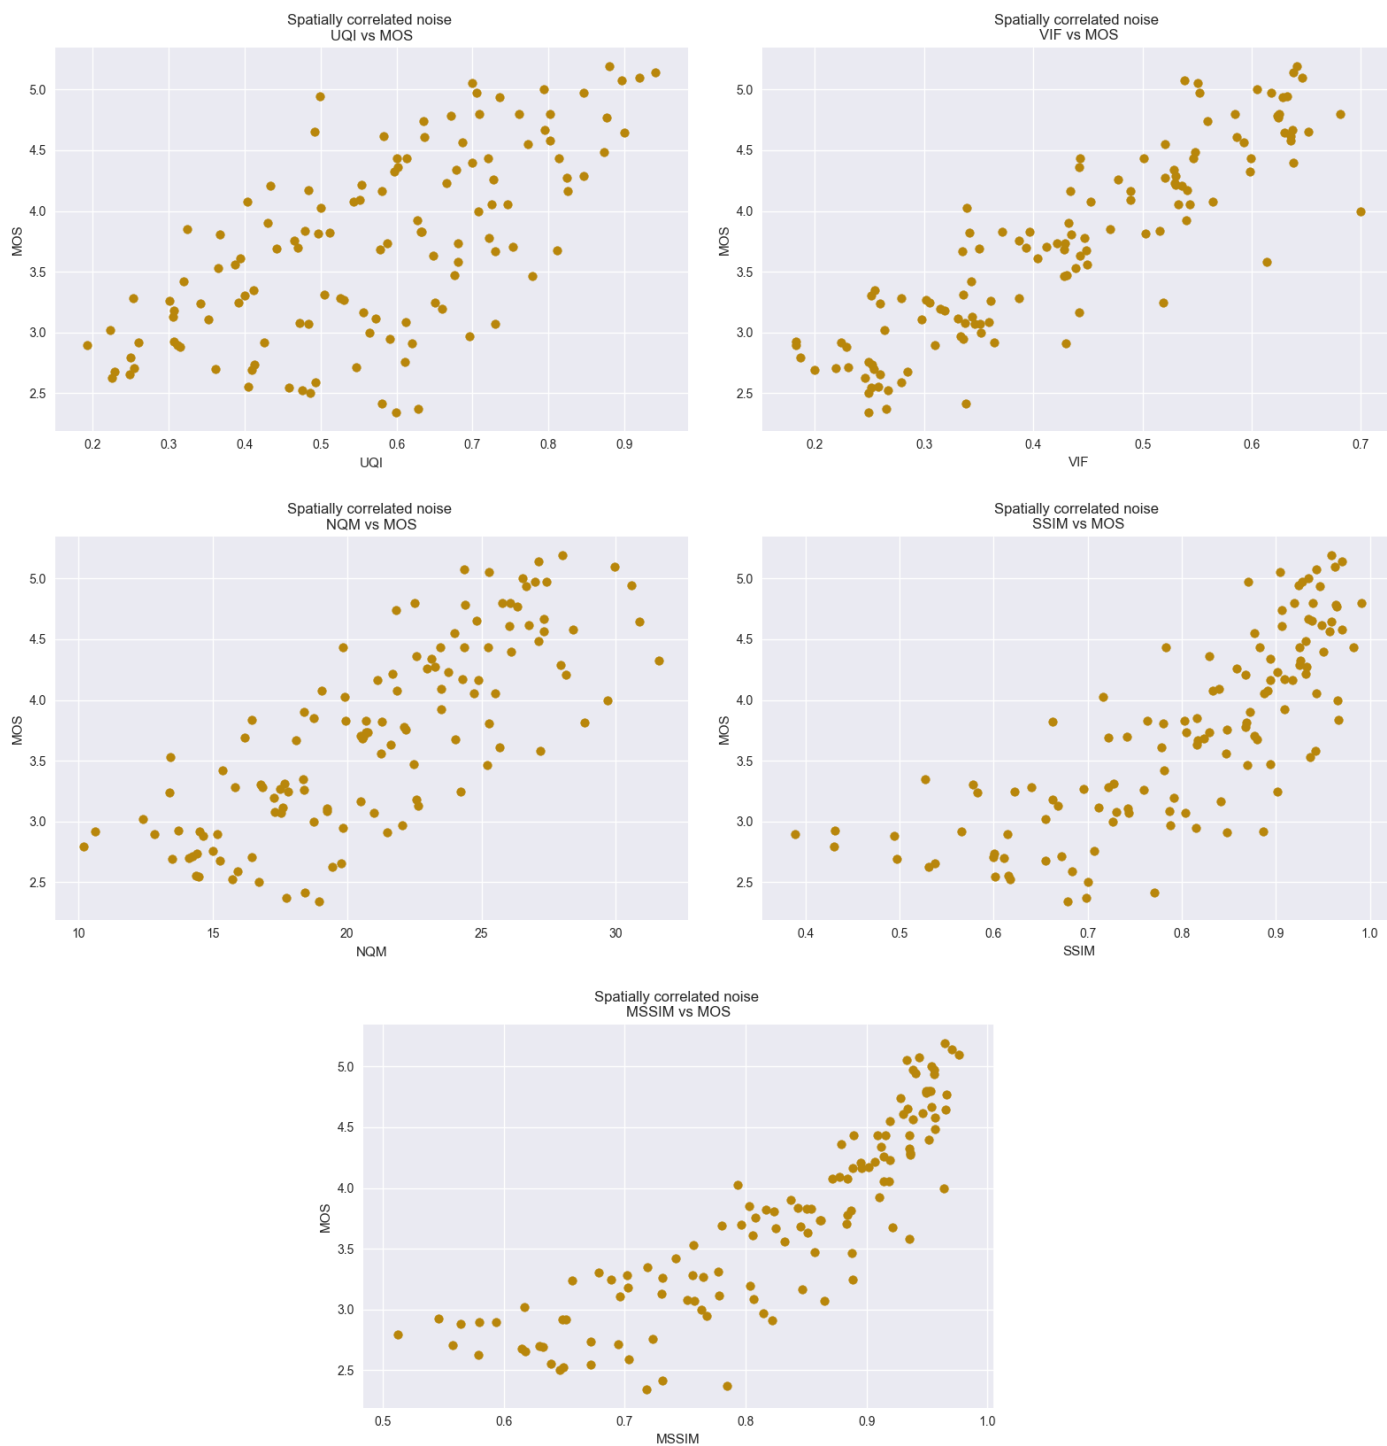 Spatially correlated noise
UQI vs MOS
MOS
5.0
4.5
4.0
3.5
3.0
2.5
0.2 0.3 0.4 0.5 0.6 0.7 0.8 0.9
UQI
Spatially correlated noise
VIF vs MOS
MOS
5.0
4.5
4.0
3.5
3.0
2.5
0.2 0.3 0.4 0.5 0.6 0.7
VIF
Spatially correlated noise
NQM vs MOS
MOS
5.0
4.5
4.0
3.5
3.0
2.5
10 15 20 25 30
NQM
Spatially correlated noise
SSIM vs MOS
MOS
5.0
4.5
4.0
3.5
3.0
2.5
0.4 0.5 0.6 0.7 0.8 0.9 1.0
SSIM
Spatially correlated noise
MSSIM vs MOS
MOS
5.0
4.5
4.0
3.5
3.0
2.5
0.5 0.6 0.7 0.8 0.9 1.0
MSSIM